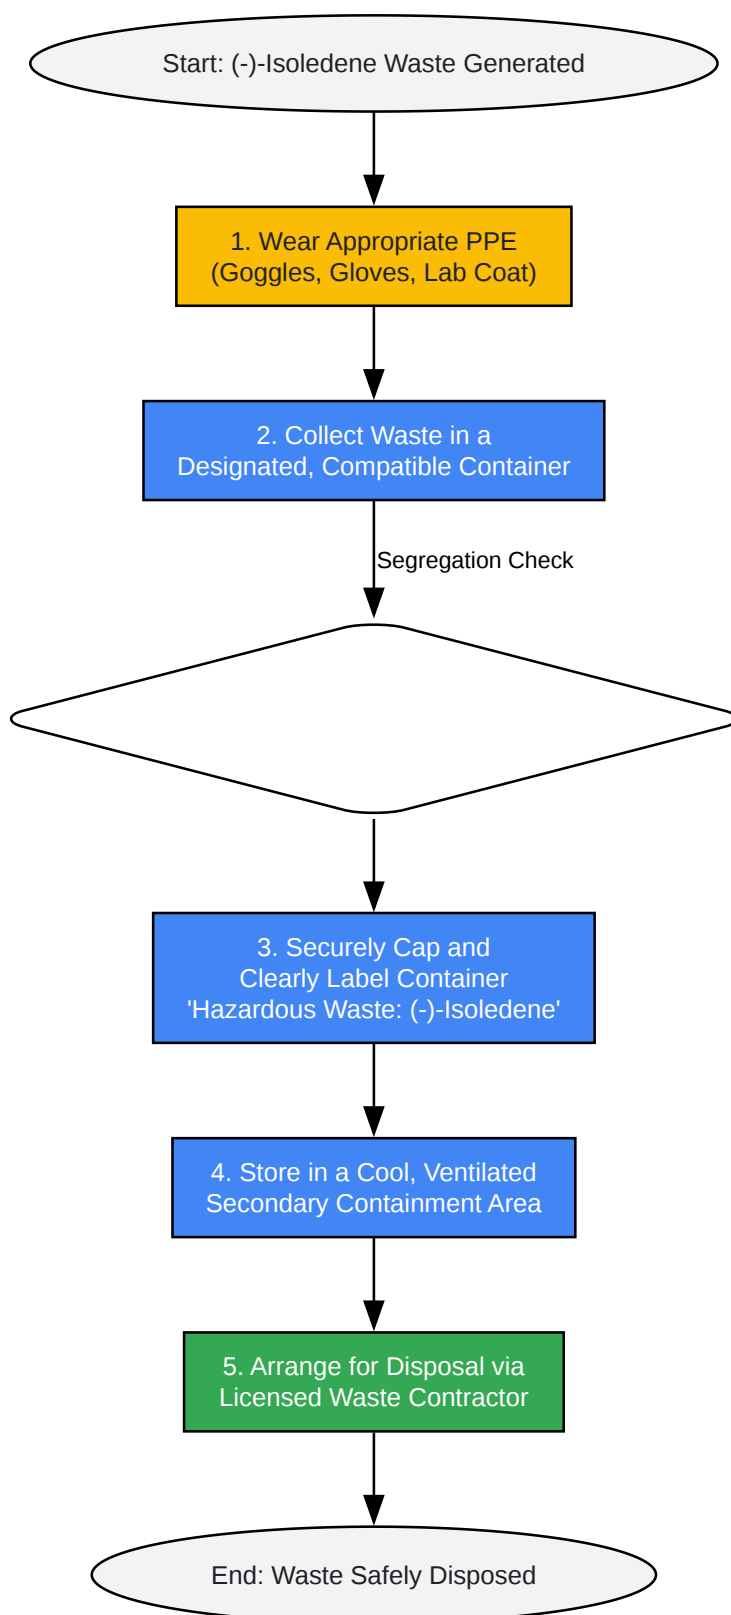 Start: (-)-Isoledene Waste Generated
1. Wear Appropriate PPE
(Goggles, Gloves, Lab Coat)
2. Collect Waste in a
Designated, Compatible Container
Segregation Check
3. Securely Cap and
Clearly Label Container
'Hazardous Waste: (-)-Isoledene'
4. Store in a Cool, Ventilated
Secondary Containment Area
5. Arrange for Disposal via
Licensed Waste Contractor
End: Waste Safely Disposed